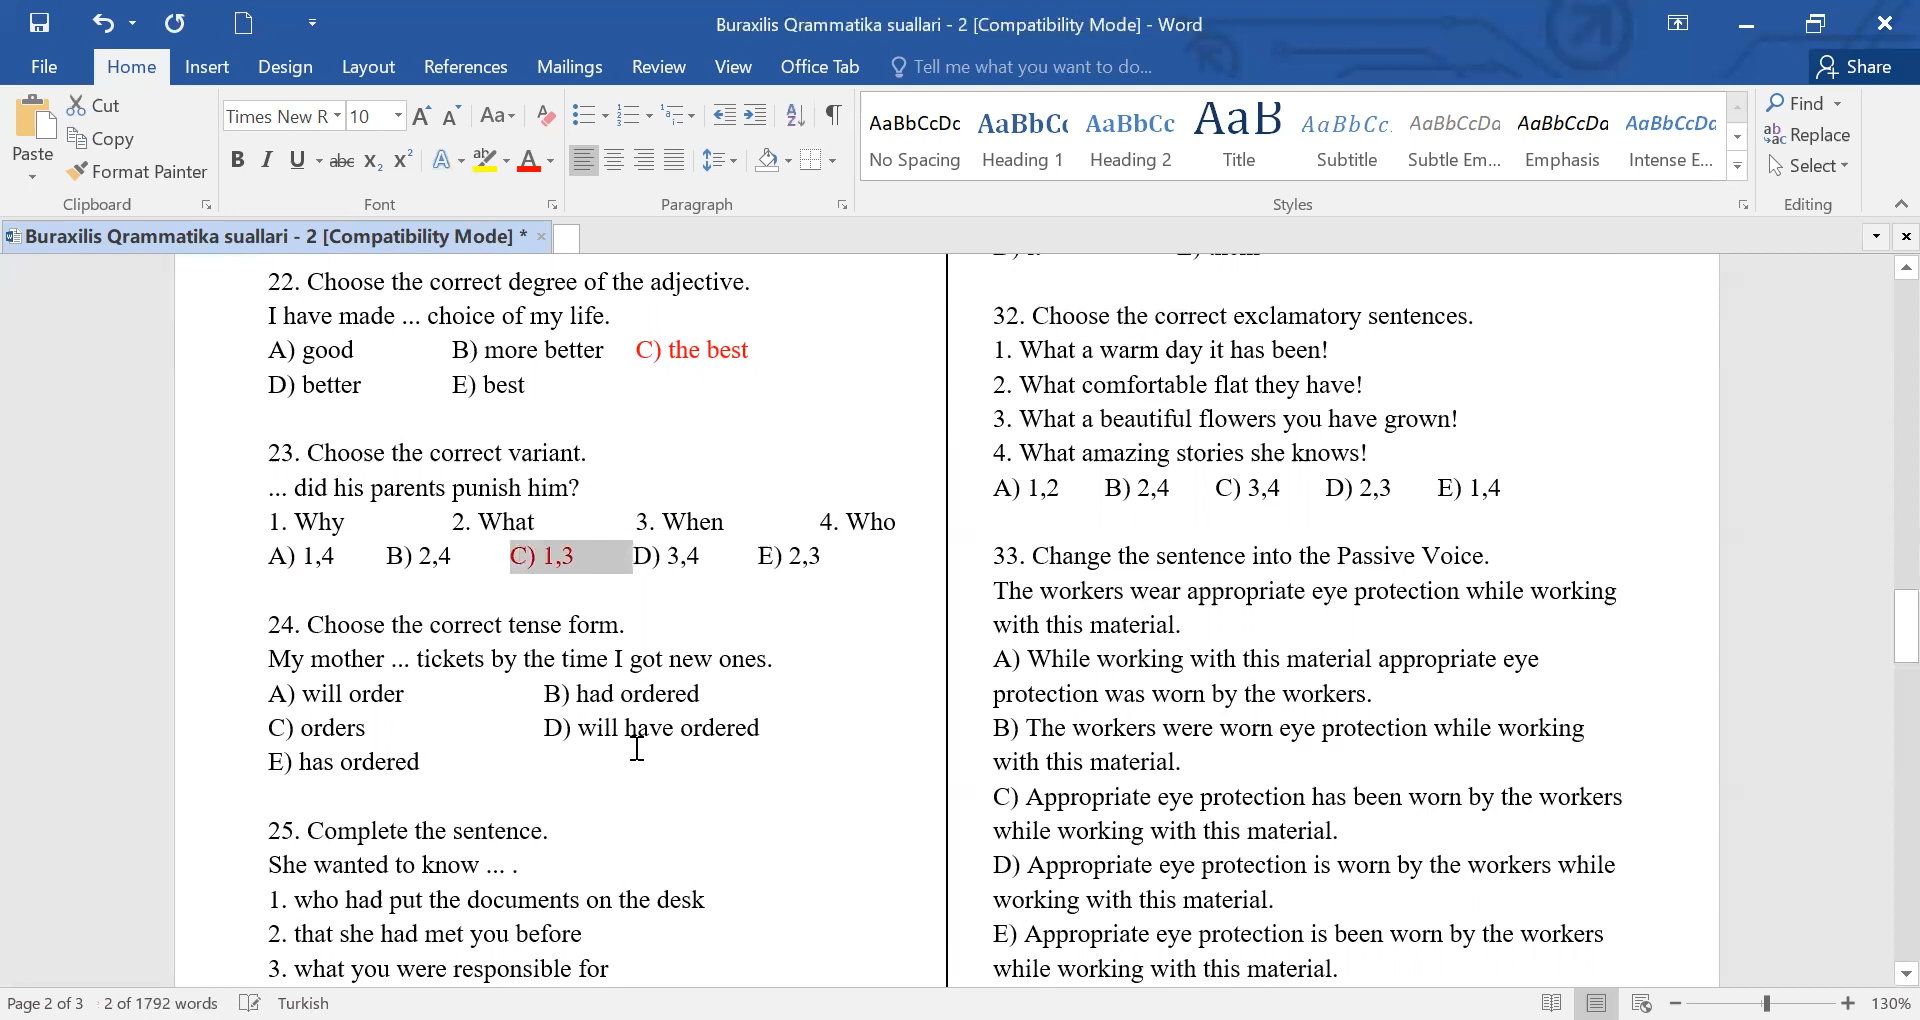 Buraxilis Qrammatika suallari - 2 [Compatibility Mode] - Word
File Home Insert Design Layout References Mailings Review View Office Tab Tell me what you want to do... Share
Paste Cut Copy Format Painter
Clipboard
Times New R 10
Font
Paragraph
AaBbCcDc AaBbCc AaBbCc AaB AaBbCc. AaBbCcDc AaBbCcDc AaBbCcDc
No Spacing Heading 1 Heading 2 Title Subtitle Subtle Em... Emphasis Intense E...
Styles
Find Replace Select
Editing
Buraxilis Qrammatika suallari - 2 [Compatibility Mode] *
22. Choose the correct degree of the adjective.
I have made ... choice of my life.
A) good B) more better C) the best
D) better E) best
23. Choose the correct variant.
... did his parents punish him?
1. Why 2. What 3. When 4. Who
A) 1,4 B) 2,4 C) 1,3 D) 3,4 E) 2,3
24. Choose the correct tense form.
My mother ... tickets by the time I got new ones.
A) will order B) had ordered
C) orders D) will have ordered
E) has ordered
25. Complete the sentence.
She wanted to know ... .
1. who had put the documents on the desk
2. that she had met you before
3. what you were responsible for
32. Choose the correct exclamatory sentences.
1. What a warm day it has been!
2. What comfortable flat they have!
3. What a beautiful flowers you have grown!
4. What amazing stories she knows!
A) 1,2 B) 2,4 C) 3,4 D) 2,3 E) 1,4
33. Change the sentence into the Passive Voice.
The workers wear appropriate eye protection while working
with this material.
A) While working with this material appropriate eye
protection was worn by the workers.
B) The workers were worn eye protection while working
with this material.
C) Appropriate eye protection has been worn by the workers
while working with this material.
D) Appropriate eye protection is worn by the workers while
working with this material.
E) Appropriate eye protection is been worn by the workers
while working with this material.
Page 2 of 3 2 of 1792 words Turkish 130%